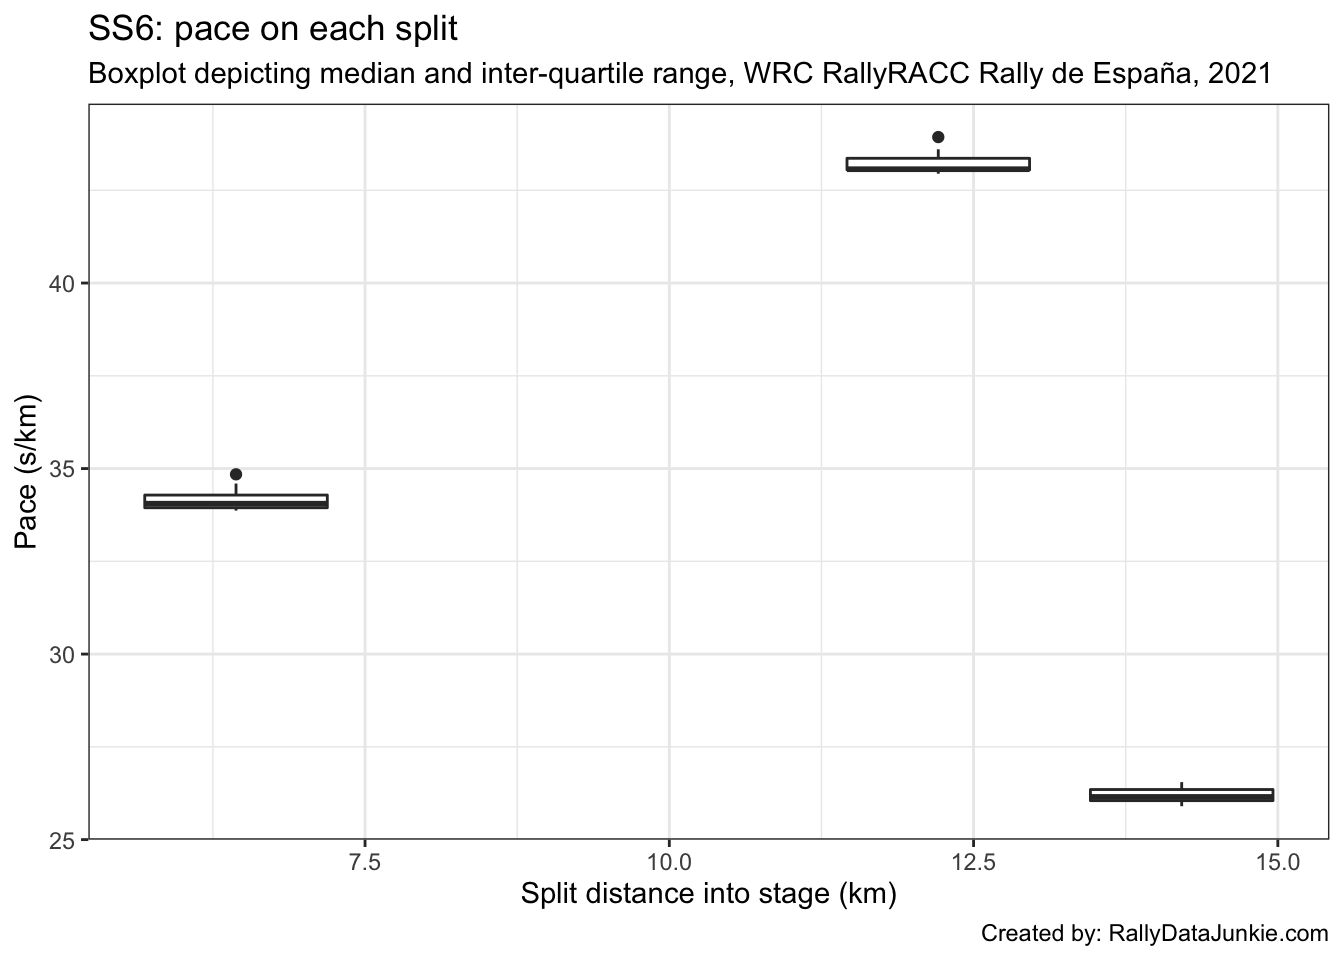 SS6: pace on each split
Boxplot depicting median and inter-quartile range, WRC RallyRACC Rally de España, 2021
Pace (s/km)
40
35
30
25
7.5 10.0 12.5 15.0
Split distance into stage (km)
Created by: RallyDataJunkie.com